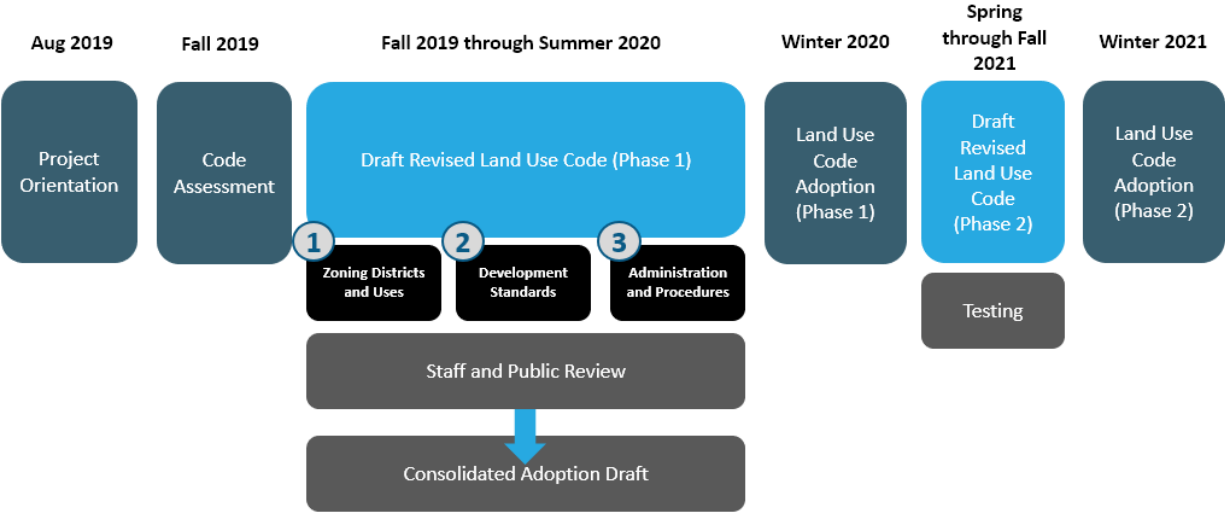 Aug 2019
Fall 2019
Fall 2019 through Summer 2020
Winter 2020
Spring
through Fall
2021
Winter 2021
Project
Orientation
Code
Assessment
Draft Revised Land Use Code (Phase 1)
Land Use
Code
Adoption
(Phase 1)
Draft
Revised
Land Use
Code
(Phase 2)
Land Use
Code
Adoption
(Phase 2)
1
Zoning Districts
and Uses
2
Development
Standards
3
Administration
and Procedures
Testing
Staff and Public Review
Consolidated Adoption Draft